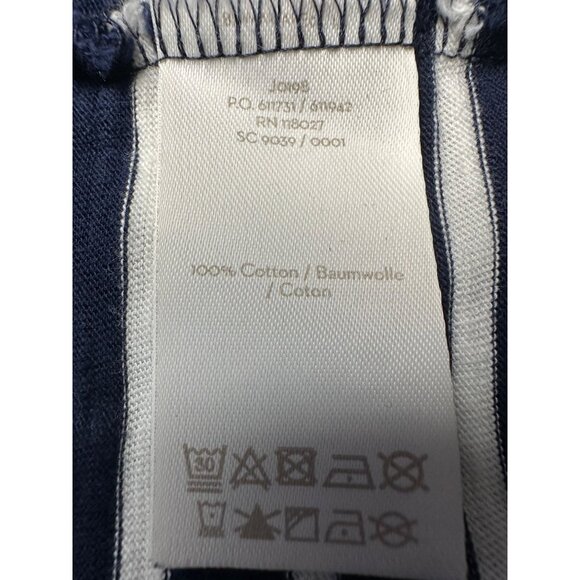 J0198
P.O. 611731 / 611942
RN 118027
SC 9039 / 0001
100% Cotton / Baumwolle
/ Coton
30